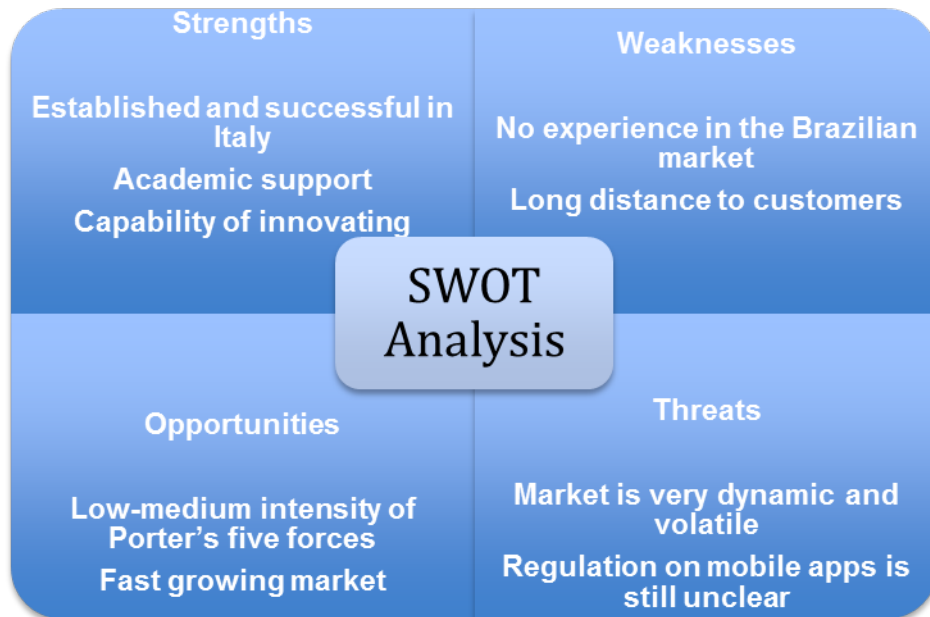 Strengths
Established and successful in
Italy
Academic support
Capability of innovating
Weaknesses
No experience in the Brazilian
market
Long distance to customers
SWOT
Analysis
Opportunities
Low-medium intensity of
Porter's five forces
Fast growing market
Threats
Market is very dynamic and
volatile
Regulation on mobile apps is
still unclear